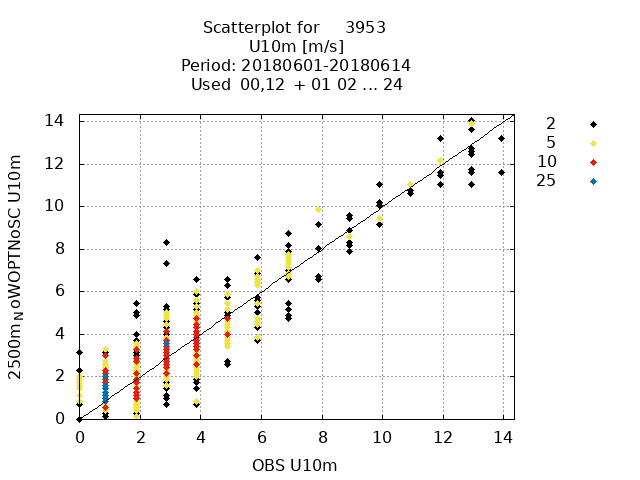 Scatterplot for 3953
U10m [m/s]
Period: 20180601-20180614
Used 00,12 + 01 02 ... 24
14
12
10
8
6
4
2
0
0 2 4 6 8 10 12 14
2500m_NoWOPTNoSC U10m
OBS U10m
2
5
10
25